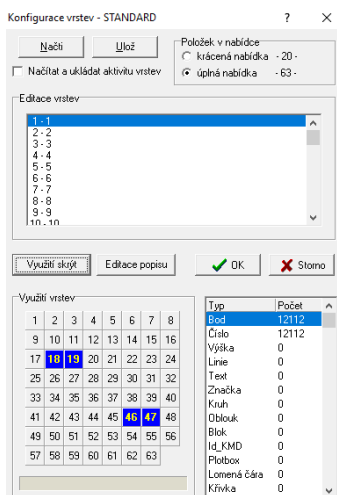 Konfigurace vrstev - STANDARD ? ×
Načti Ulož
Načítat a ukládat aktivitu vrstev
Položek v nabídce
krácená nabídka - 20 -
úplná nabídka - 63 -
Editace vrstev
1 - 1
2 - 2
3 - 3
4 - 4
5 - 5
6 - 6
7 - 7
8 - 8
9 - 9
10 - 10
Využití skrýt Editace popisu OK Storno
Využití vrstev
1 2 3 4 5 6 7 8
9 10 11 12 13 14 15 16
17 18 19 20 21 22 23 24
25 26 27 28 29 30 31 32
33 34 35 36 37 38 39 40
41 42 43 44 45 46 47 48
49 50 51 52 53 54 55 56
57 58 59 60 61 62 63
Typ Počet
Bod 12112
Číslo 12112
Výška 0
Linie 0
Text 0
Značka 0
Kruh 0
Oblouk 0
Blok 0
Id_KMD 0
Plotbox 0
Lomená čára 0
Křivka 0